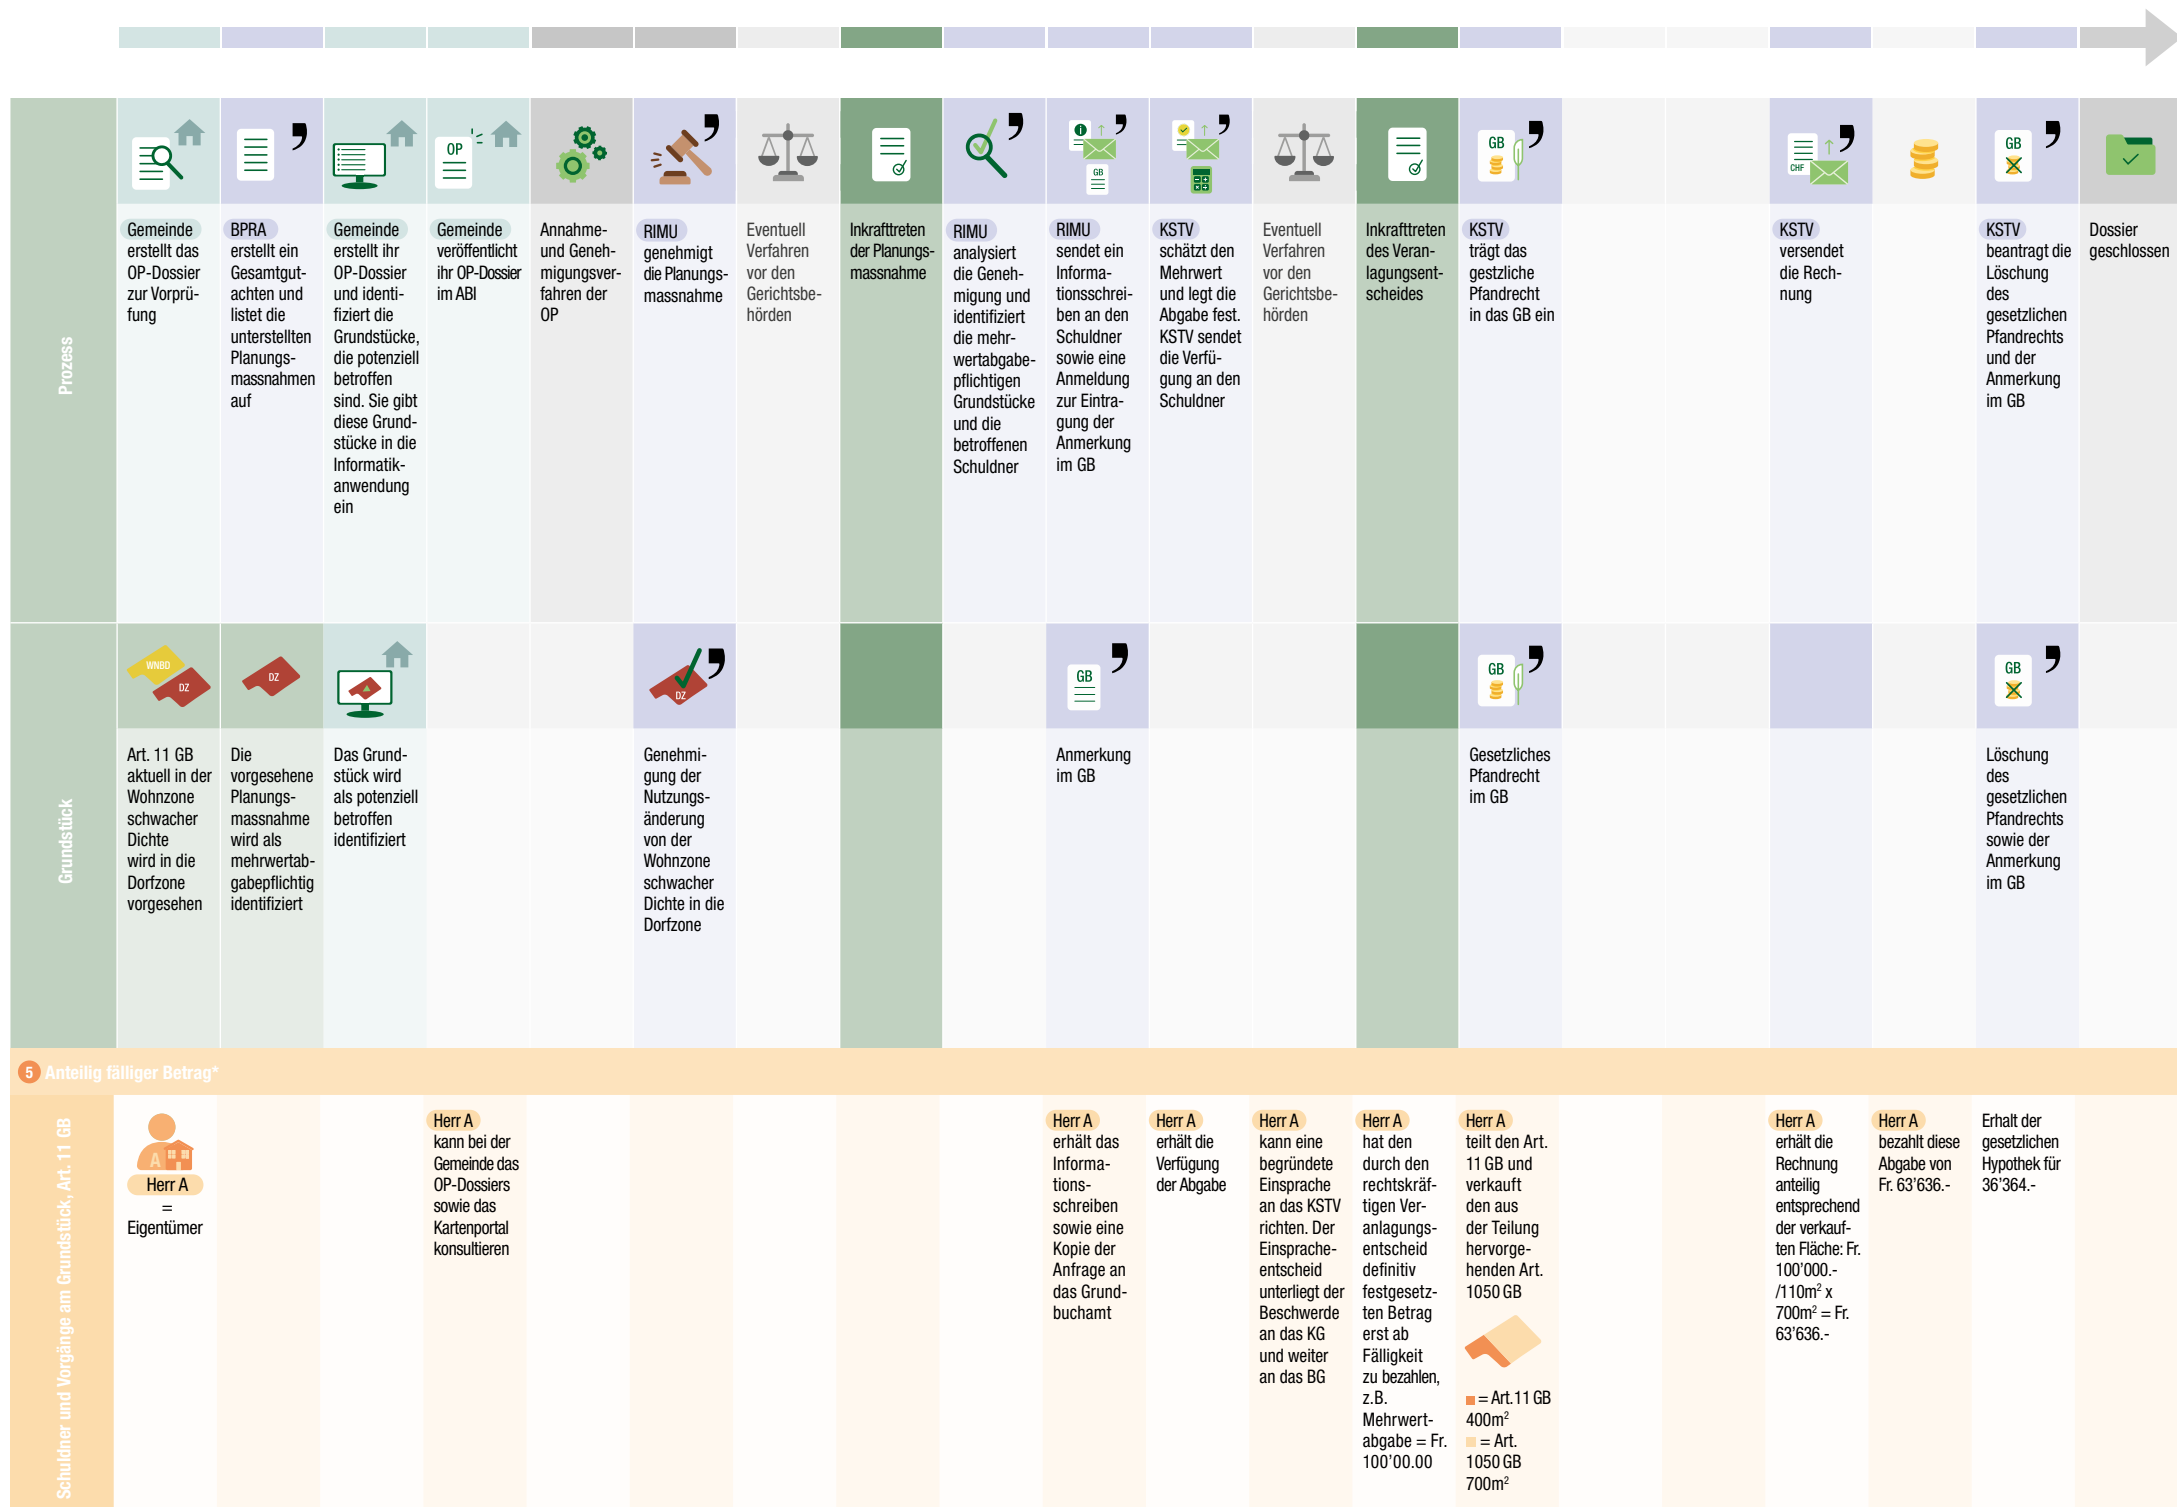 OP
GB
GB
CHF
GB
Prozess
Gemeinde
erstellt das
OP-Dossier
zur Vorprü-
fung
BPRA
erstellt ein
Gesamtgut-
achten und
listet die
unterstellten
Planungs-
massnahmen
auf
Gemeinde
erstellt ihr
OP-Dossier
und identi-
fiziert die
Grundstücke,
die potenziell
betroffen
sind. Sie gibt
diese Grund-
stücke in die
Informatik-
anwendung
ein
Gemeinde
veröffentlicht
ihr OP-Dossier
im ABl
Annahme-
und Geneh-
migungsver-
fahren der
OP
RIMU
genehmigt
die Planungs-
massnahme
Eventuell
Verfahren
vor den
Gerichtsbe-
hörden
Inkrafttreten
der Planungs-
massnahme
RIMU
analysiert
die Geneh-
migung und
identifiziert
die mehr-
wertabgabe-
pflichtigen
Grundstücke
und die
betroffenen
Schuldner
RIMU
sendet ein
Informa-
tionsschrei-
ben an den
Schuldner
sowie eine
Anmeldung
zur Eintra-
gung der
Anmerkung
im GB
KSTV
schätzt den
Mehrwert
und legt die
Abgabe fest.
KSTV sendet
die Verfü-
gung an den
Schuldner
Eventuell
Verfahren
vor den
Gerichtsbe-
hörden
Inkrafttreten
des Veran-
lagungsent-
scheides
KSTV
trägt das
gestzliche
Pfandrecht
in das GB ein
KSTV
versendet
die Rech-
nung
KSTV
beantragt die
Löschung
des
gesetzlichen
Pfandrechts
und der
Anmerkung
im GB
Dossier
geschlossen
WNBD
DZ
DZ
DZ
GB
GB
GB
Grundstück
Art. 11 GB
aktuell in der
Wohnzone
schwacher
Dichte
wird in die
Dorfzone
vorgesehen
Die
vorgesehene
Planungs-
massnahme
wird als
mehrwertab-
gabepflichtig
identifiziert
Das Grund-
stück wird
als potenziell
betroffen
identifiziert
Genehmi-
gung der
Nutzungs-
änderung
von der
Wohnzone
schwacher
Dichte in die
Dorfzone
Anmerkung
im GB
Gesetzliches
Pfandrecht
im GB
Löschung
des
gesetzlichen
Pfandrechts
sowie der
Anmerkung
im GB
5 Anteilig fälliger Betrag*
Schuldner und Vorgänge am Grundstück, Art. 11 GB
A
Herr A
=
Eigentümer
Herr A
kann bei der
Gemeinde das
OP-Dossiers
sowie das
Kartenportal
konsultieren
Herr A
erhält das
Informa-
tions-
schreiben
sowie eine
Kopie der
Anfrage an
das Grund-
buchamt
Herr A
erhält die
Verfügung
der Abgabe
Herr A
kann eine
begründete
Einsprache
an das KSTV
richten. Der
Einsprache-
entscheid
unterliegt der
Beschwerde
an das KG
und weiter
an das BG
Herr A
hat den
durch den
rechtskräf-
tigen Ver-
anlagungs-
entscheid
definitiv
festgesetz-
ten Betrag
erst ab
Fälligkeit
zu bezahlen,
z.B.
Mehrwert-
abgabe = Fr.
100’00.00
Herr A
teilt den Art.
11 GB und
verkauft
den aus
der Teilung
hervorge-
henden Art.
1050 GB
= Art.11 GB
400m²
= Art.
1050 GB
700m²
Herr A
erhält die
Rechnung
anteilig
entsprechend
der verkauf-
ten Fläche: Fr.
100’000.-
/110m² x
700m² = Fr.
63’636.-
Herr A
bezahlt diese
Abgabe von
Fr. 63’636.-
Erhalt der
gesetzlichen
Hypothek für
36’364.-